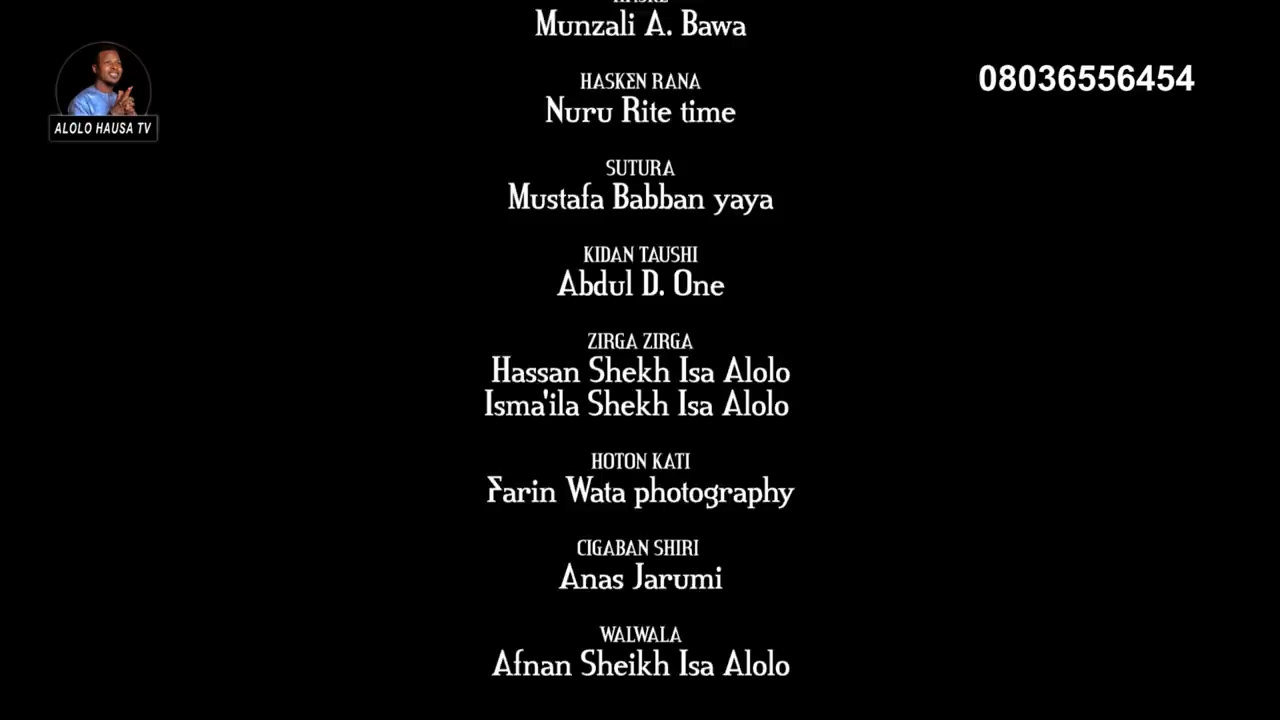 Munzali A. Bawa
08036556454
ALOLO HAUSA TV
HASKEN RANA
Nuru Rite time
SUTURA
Mustafa Babban yaya
KIDAN TAUSHI
Abdul D. One
ZIRGA ZIRGA
Hassan Shekh Isa Alolo
Isma'ila Shekh Isa Alolo
HOTON KATI
Farin Wata photography
CIGABAN SHIRI
Anas Jarumi
WALWALA
Afnan Sheikh Isa Alolo